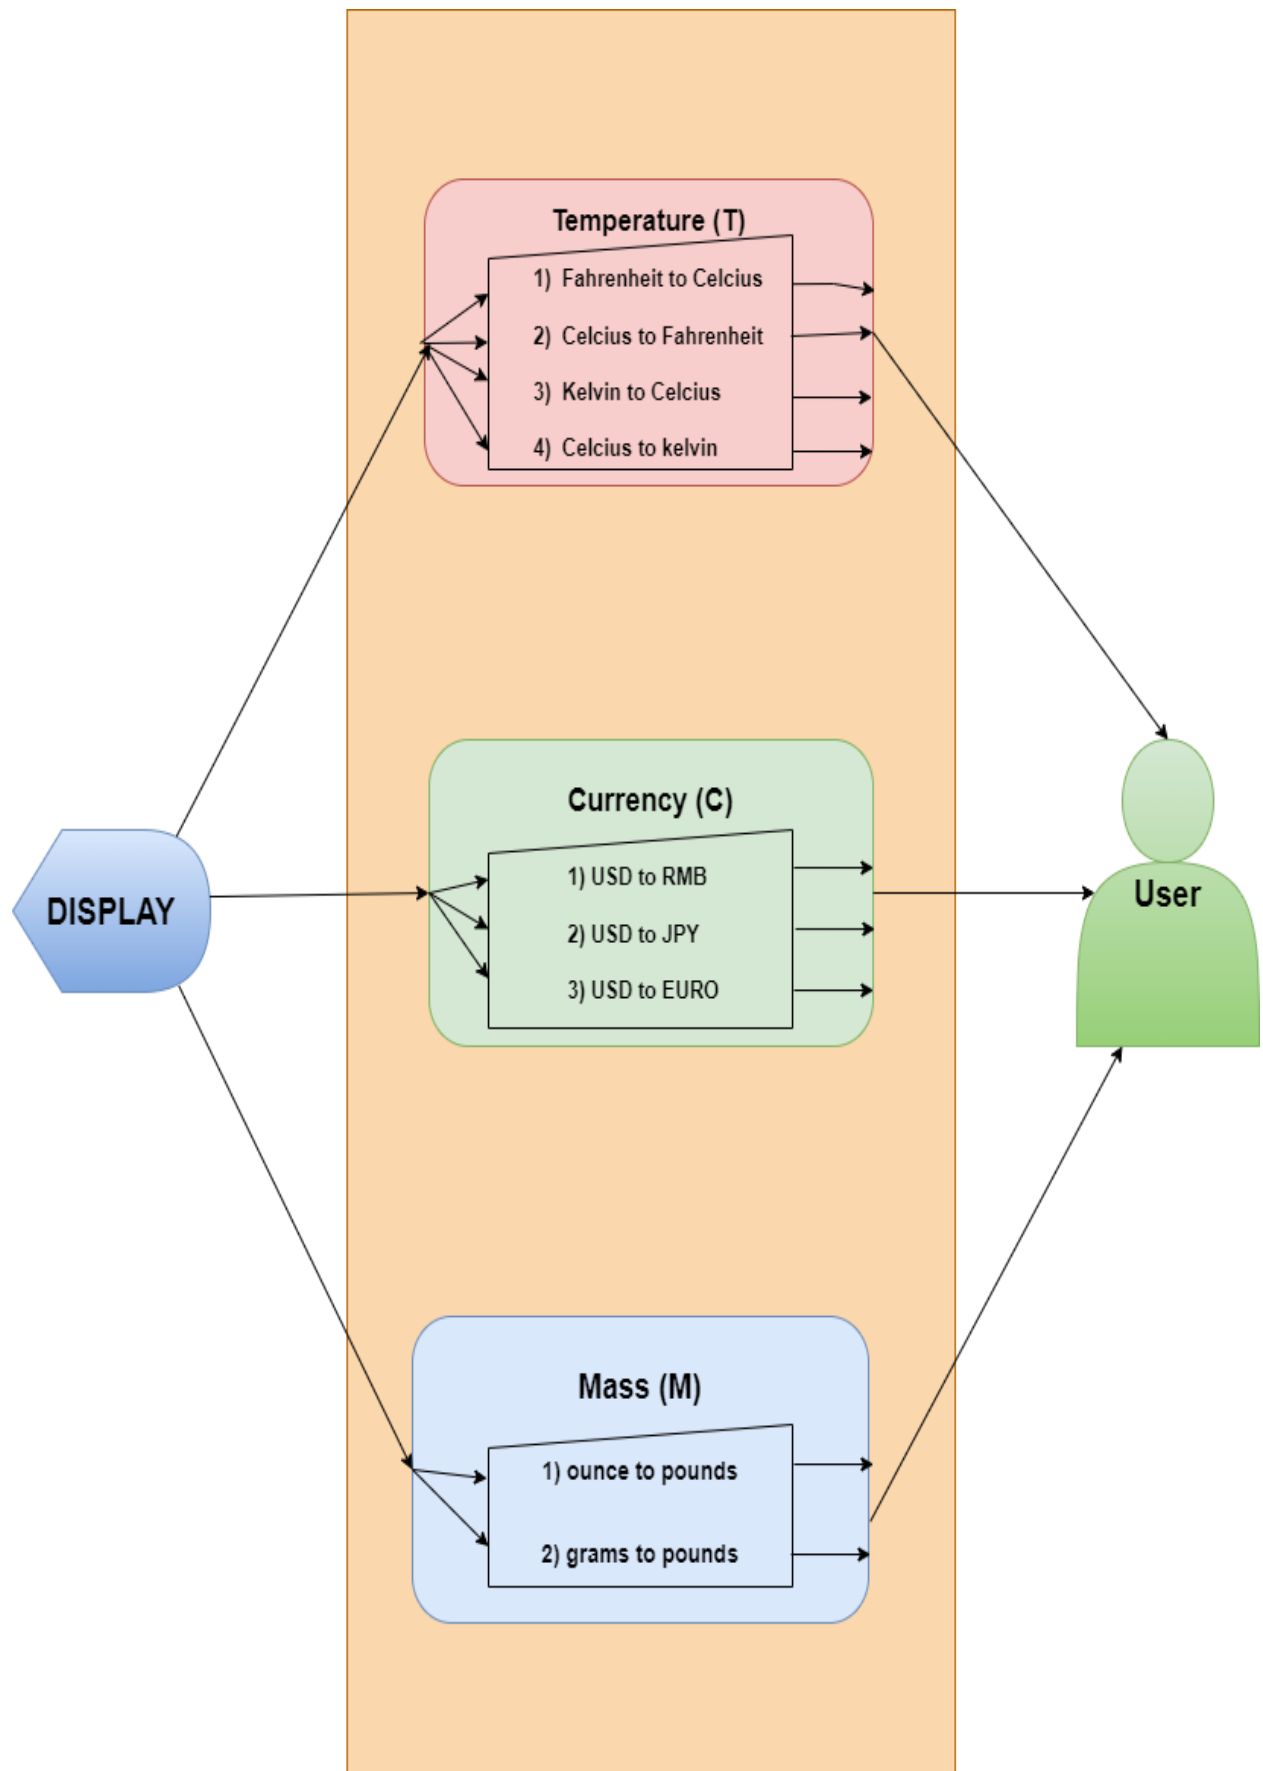 Temperature (T)
1) Fahrenheit to Celcius
2) Celcius to Fahrenheit
3) Kelvin to Celcius
4) Celcius to kelvin
DISPLAY
Currency (C)
1) USD to RMB
2) USD to JPY
3) USD to EURO
User
Mass (M)
1) ounce to pounds
2) grams to pounds